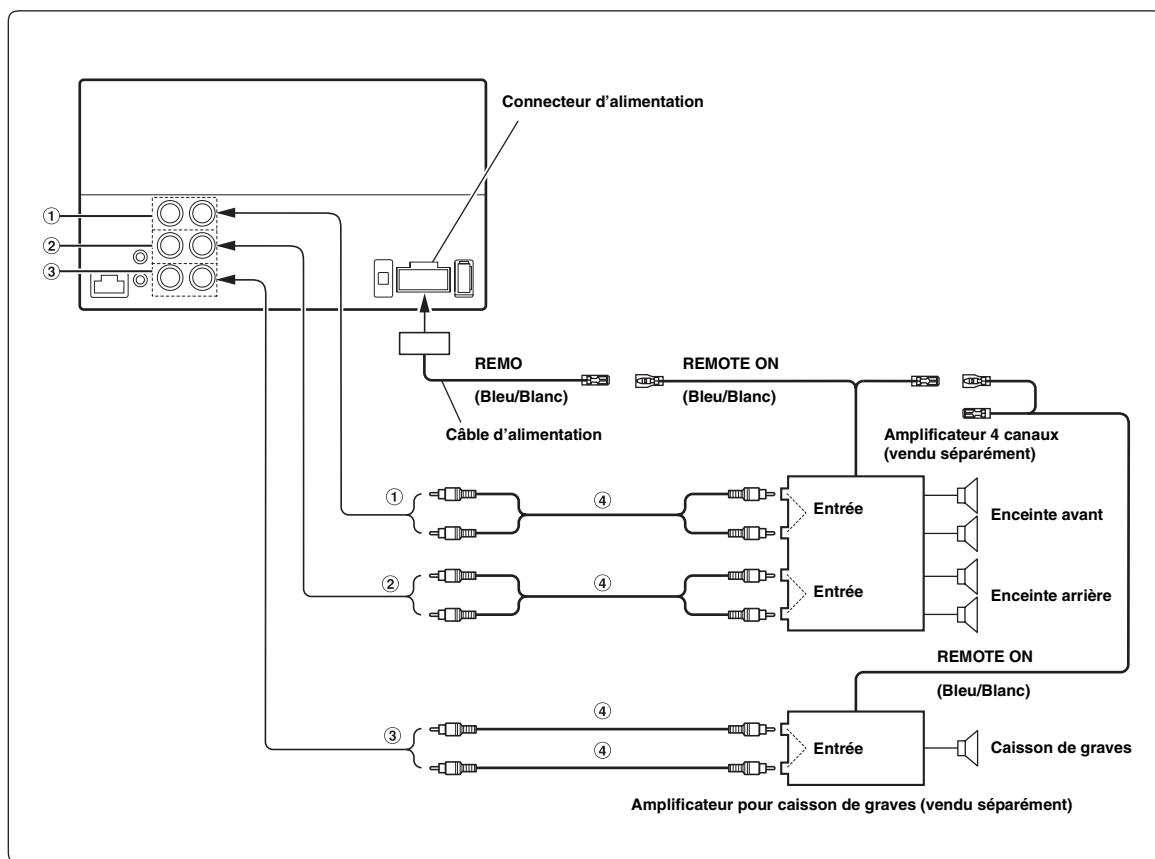 Connecteur d'alimentation
①
②
③
REMO
(Bleu/Blanc)
REMOTE ON
(Bleu/Blanc)
Câble d'alimentation
Amplificateur 4 canaux
(vendu séparément)
①
④
Entrée
Enceinte avant
②
④
Entrée
Enceinte arrière
REMOTE ON
(Bleu/Blanc)
③
④
④
Entrée
Caisson de graves
Amplificateur pour caisson de graves (vendu séparément)